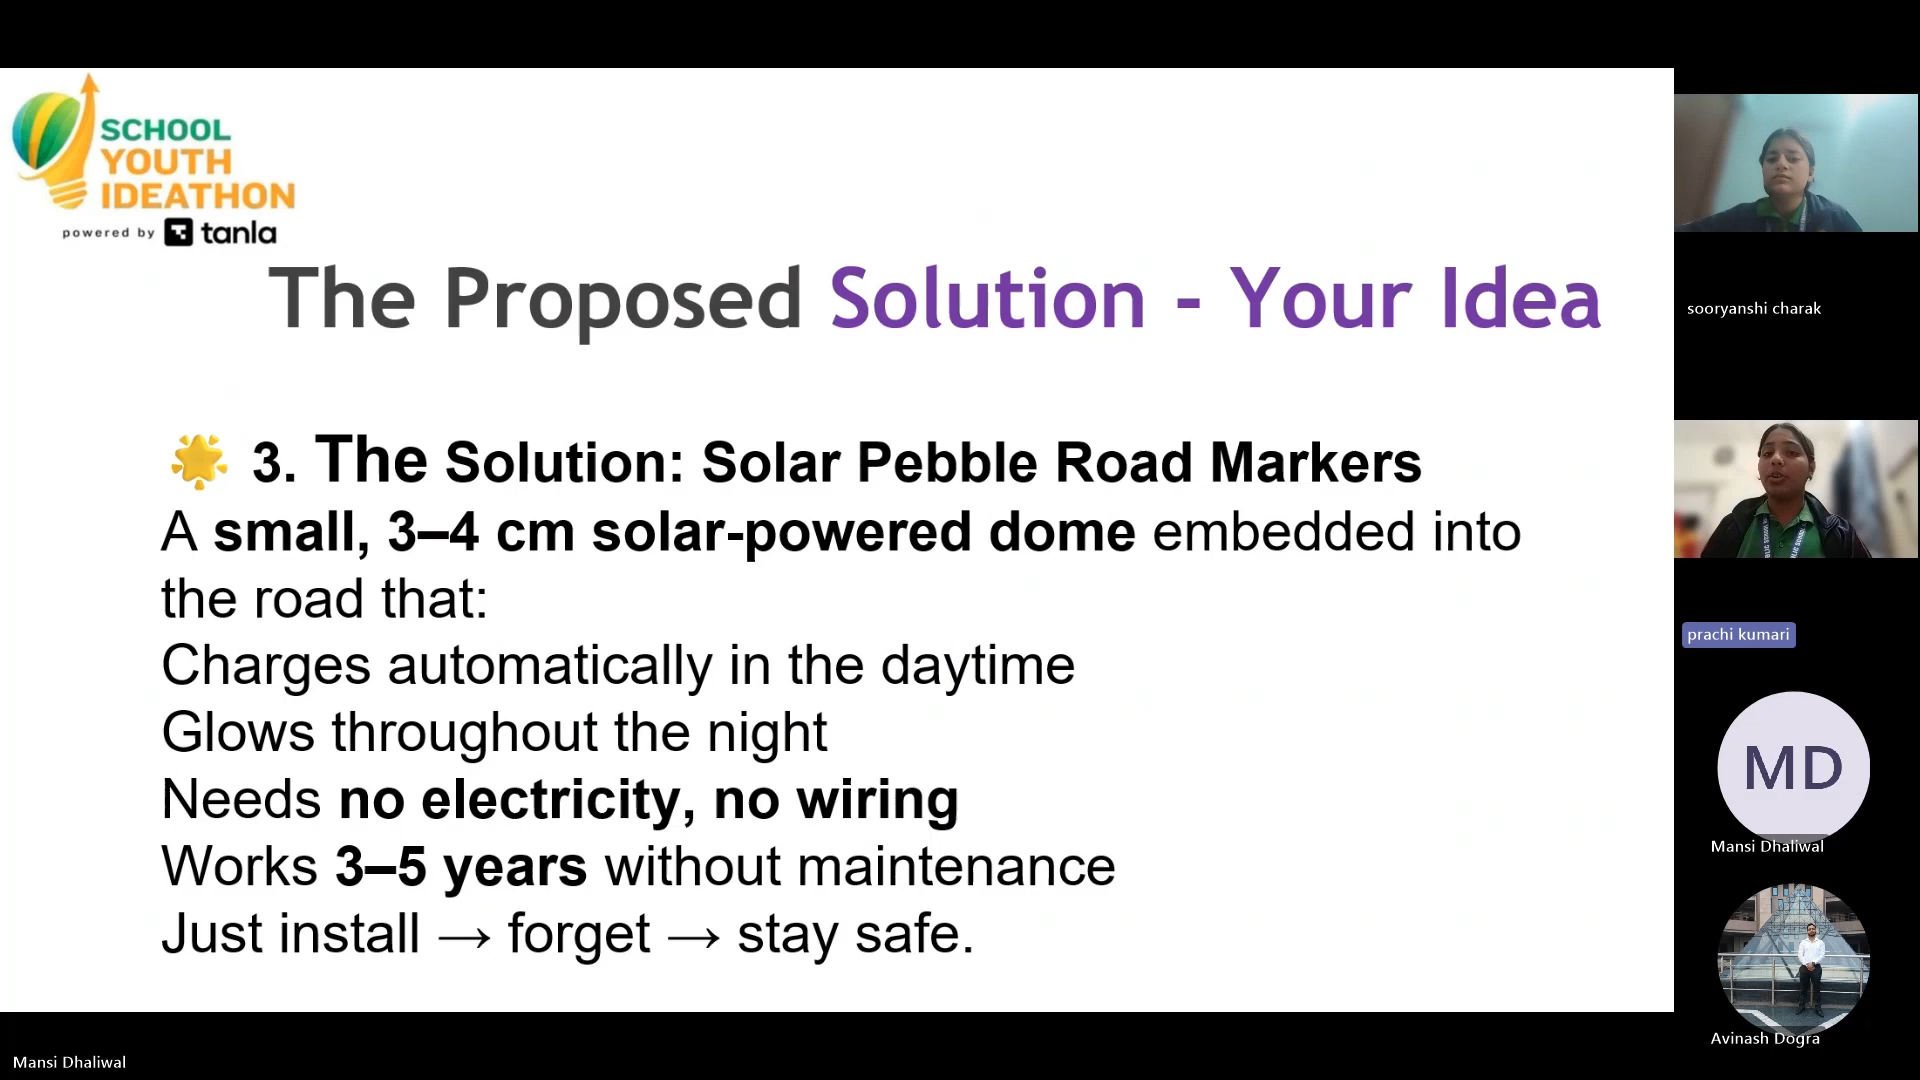 SCHOOL
YOUTH
IDEATHON
powered by tanla
The Proposed Solution - Your Idea
3. The Solution: Solar Pebble Road Markers
A small, 3–4 cm solar-powered dome embedded into
the road that:
Charges automatically in the daytime
Glows throughout the night
Needs no electricity, no wiring
Works 3–5 years without maintenance
Just install → forget → stay safe.
sooryanshi charak
prachi kumari
MD
Mansi Dhaliwal
Avinash Dogra
Mansi Dhaliwal